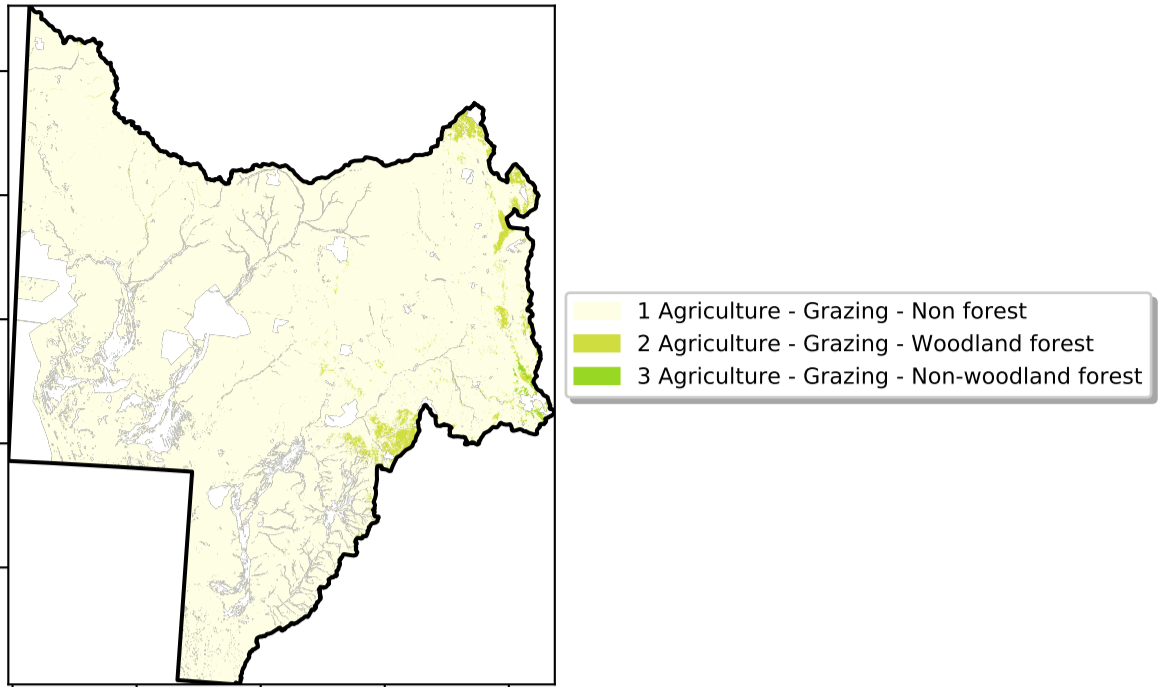 1 Agriculture - Grazing - Non forest
2 Agriculture - Grazing - Woodland forest
3 Agriculture - Grazing - Non-woodland forest